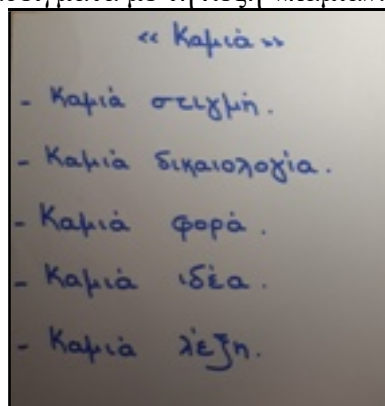 « Καμιά »
- Καμιά στιγμή.
- Καμιά δικαιολογία.
- Καμιά φορά.
- Καμιά ιδέα.
- Καμιά λέξη.